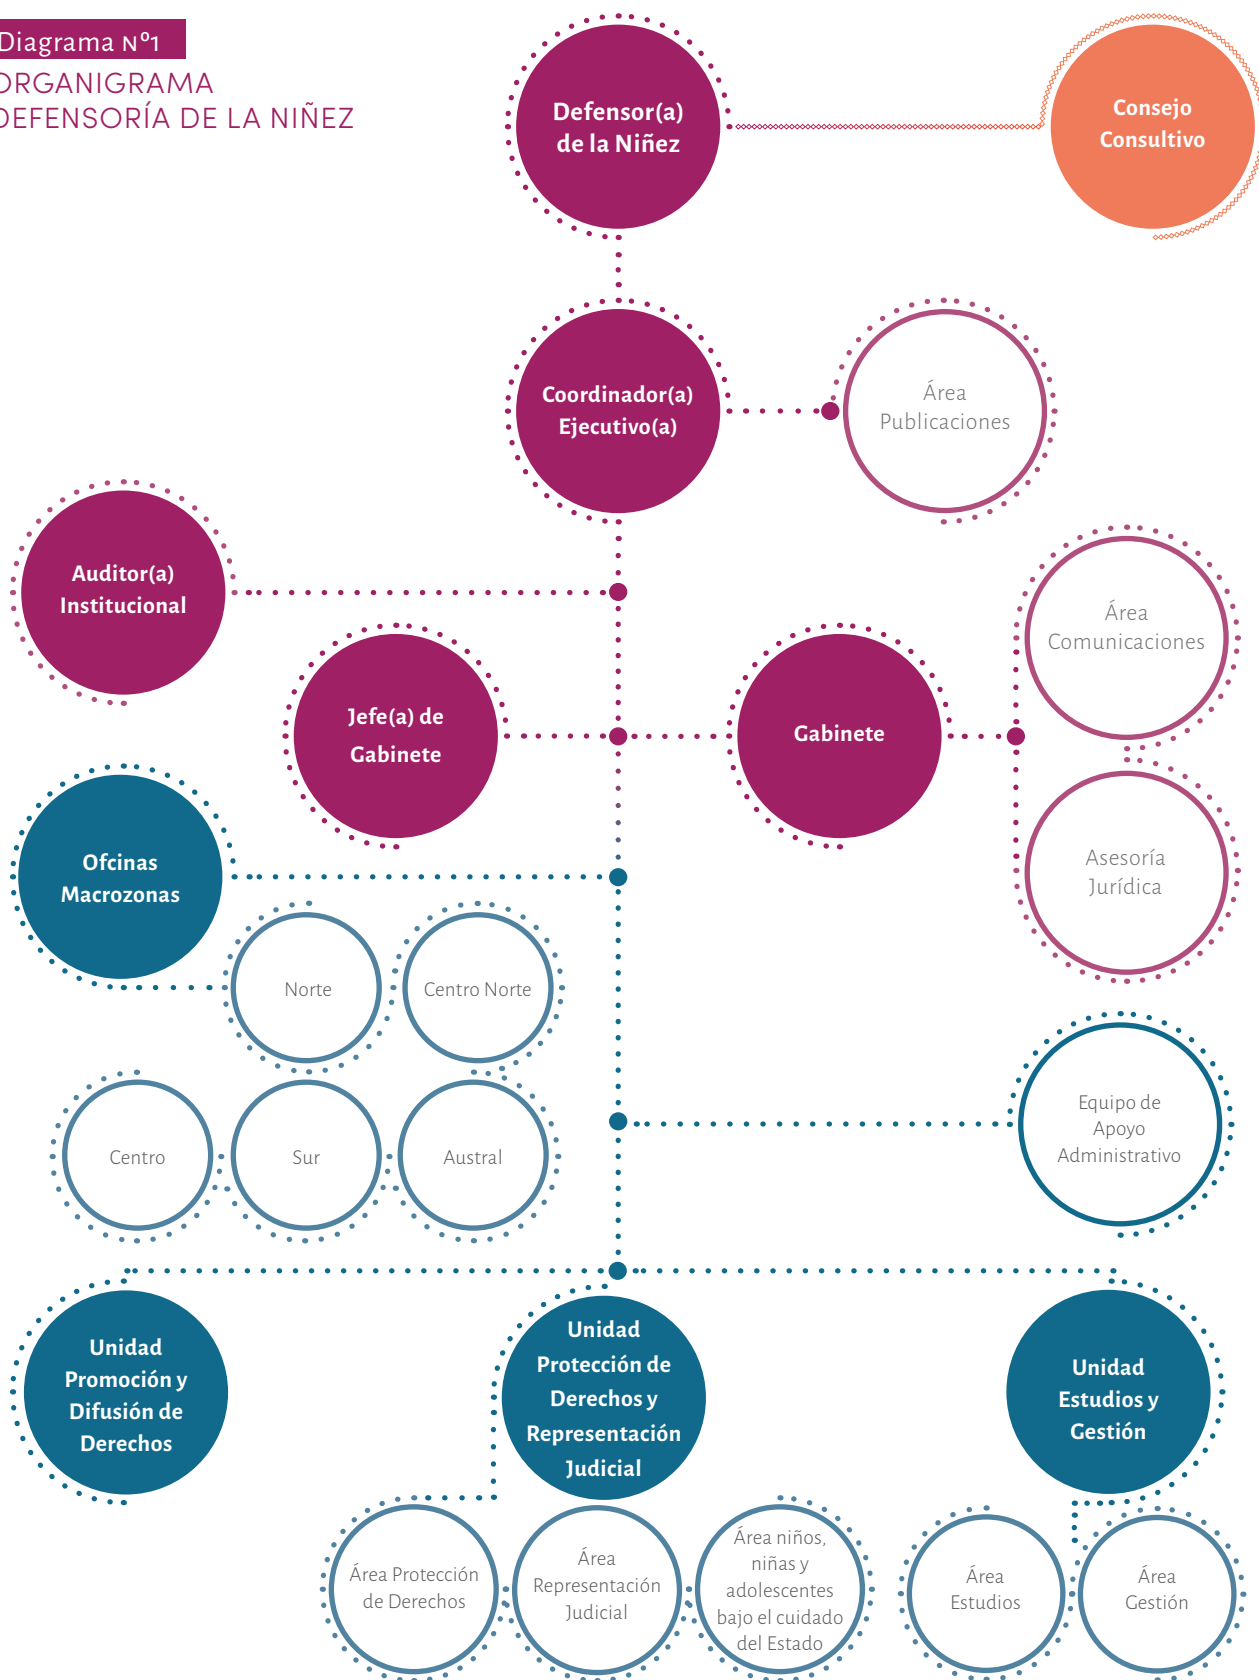 Diagrama Nº1
ORGANIGRAMA
DEFENSORÍA DE LA NIÑEZ
Defensor(a)
de la Niñez
Consejo
Consultivo
Coordinador(a)
Ejecutivo(a)
Área
Publicaciones
Auditor(a)
Institucional
Área
Comunicaciones
Jefe(a) de
Gabinete
Gabinete
Asesoría
Jurídica
Ofcinas
Macrozonas
Norte
Centro Norte
Centro
Sur
Austral
Equipo de
Apoyo
Administrativo
Unidad
Promoción y
Difusión de
Derechos
Unidad
Protección de
Derechos y
Representación
Judicial
Unidad
Estudios y
Gestión
Área Protección
de Derechos
Área
Representación
Judicial
Área niños,
niñas y
adolescentes
bajo el cuidado
del Estado
Área
Estudios
Área
Gestión